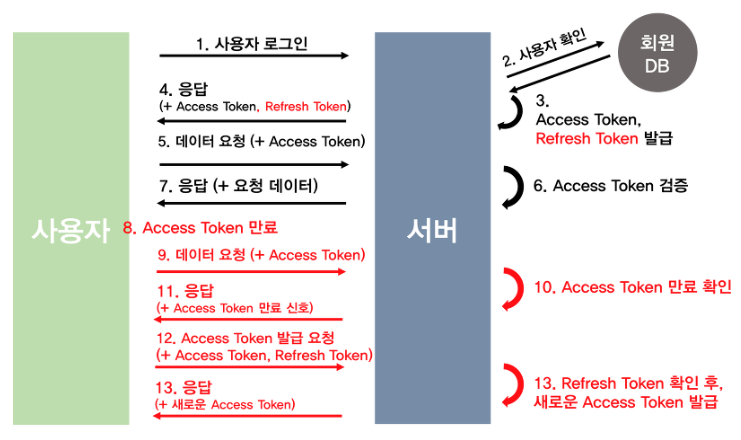 1. 사용자 로그인
2. 사용자 확인
회원
DB
4. 응답
(+ Access Token, Refresh Token)
3.
Access Token,
Refresh Token 발급
5. 데이터 요청 (+ Access Token)
7. 응답 (+ 요청 데이터)
6. Access Token 검증
사용자
8. Access Token 만료
서버
9. 데이터 요청 (+ Access Token)
10. Access Token 만료 확인
11. 응답
(+ Access Token 만료 신호)
12. Access Token 발급 요청
(+ Access Token, Refresh Token)
13. 응답
(+ 새로운 Access Token)
13. Refresh Token 확인 후,
새로운 Access Token 발급